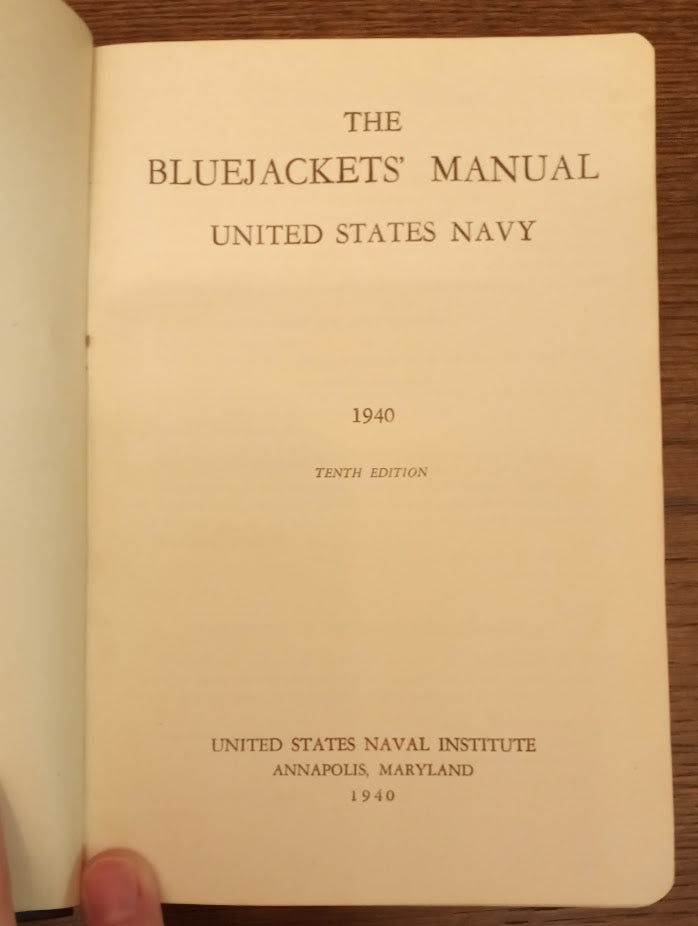 THE
BLUEJACKETS' MANUAL
UNITED STATES NAVY
1940
TENTH EDITION
UNITED STATES NAVAL INSTITUTE
ANNAPOLIS, MARYLAND
1940